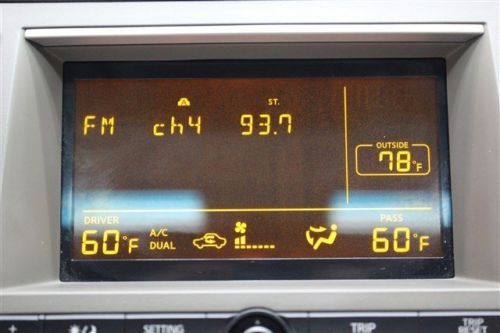 A ST.
FM ch4 93.7
OUTSIDE
78°F
DRIVER PASS
60°F A/C DUAL 60°F
+ SETTING TRIP TRIP RESET